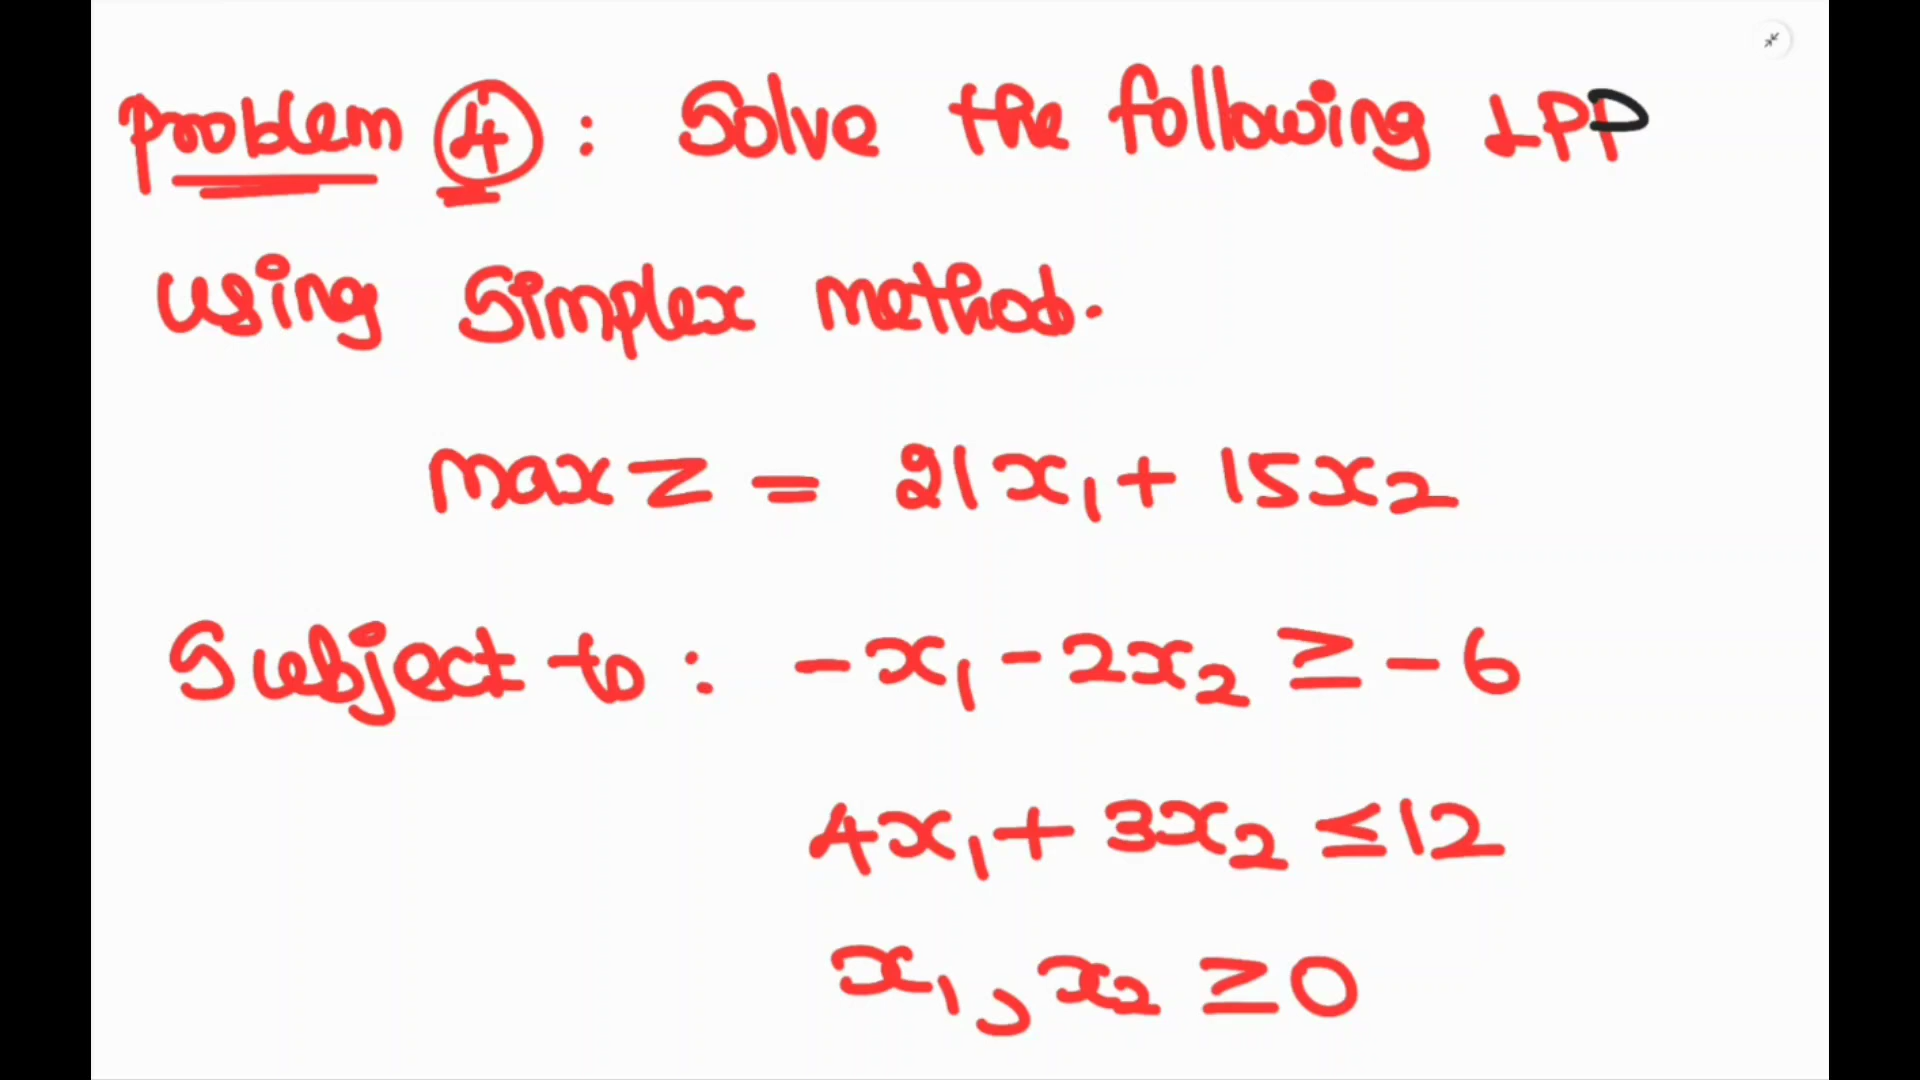 Problem ④ : Solve the following LPP
using Simplex method.
max Z = 21x₁ + 15x₂
Subject to : -x₁ - 2x₂ ≥ - 6
4x₁ + 3x₂ ≤ 12
x₁, x₂ ≥ 0